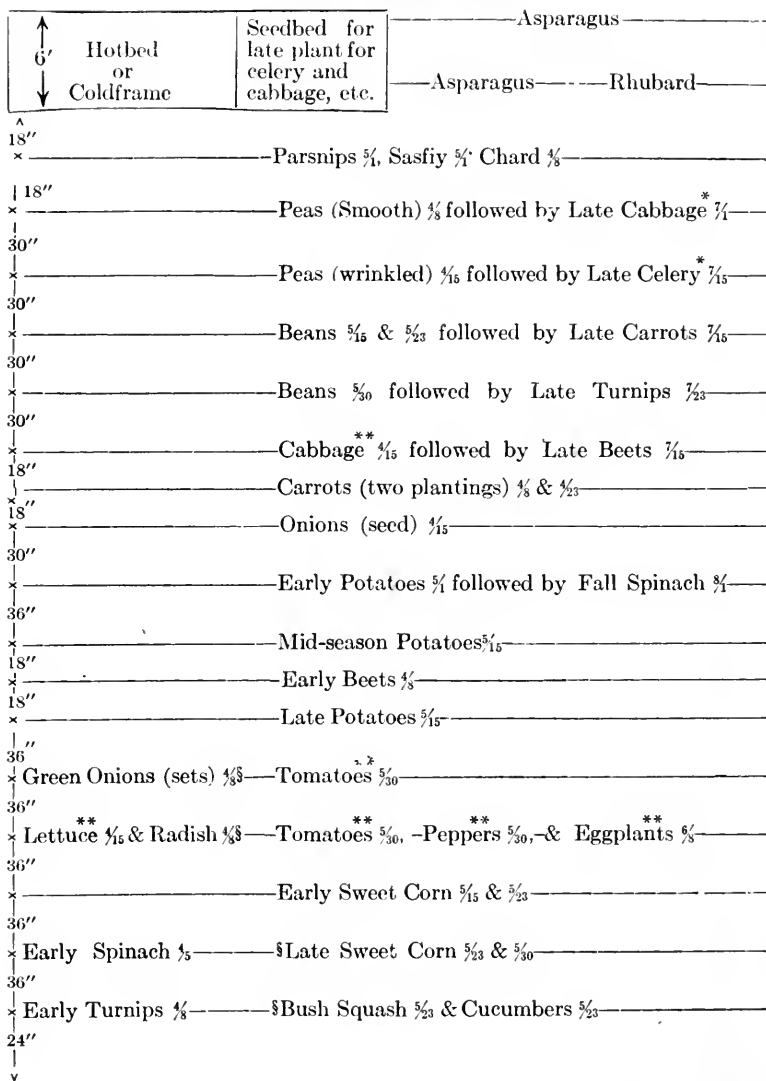 Asparagus
6'
Hotbed
or
Coldframe
Seedbed for
late plant for
celery and
cabbage, etc.
Asparagus Rhubard
18"
Parsnips 5/1, Sasfiy 5/1 Chard 4/8
18"
Peas (Smooth) 4/8 followed by Late Cabbage* 7/1
30"
Peas (wrinkled) 4/15 followed by Late Celery* 7/15
30"
Beans 5/15 & 5/23 followed by Late Carrots 7/15
30"
Beans 5/30 followed by Late Turnips 7/23
30"
Cabbage** 4/15 followed by Late Beets 7/15
18"
Carrots (two plantings) 4/8 & 4/23
18"
Onions (seed) 4/15
30"
Early Potatoes 5/1 followed by Fall Spinach 8/1
36"
Mid-season Potatoes 5/15
18"
Early Beets 4/8
18"
Late Potatoes 5/15
36"
Green Onions (sets) 4/8§ Tomatoes** 5/30
36"
Lettuce** 4/15 & Radish 4/8§ Tomatoes** 5/30, Peppers** 5/30, & Eggplants** 6/8
36"
Early Sweet Corn 5/15 & 5/23
36"
Early Spinach 4/5 §Late Sweet Corn 5/23 & 5/30
36"
Early Turnips 4/8 §Bush Squash 5/23 & Cucumbers 5/23
24"